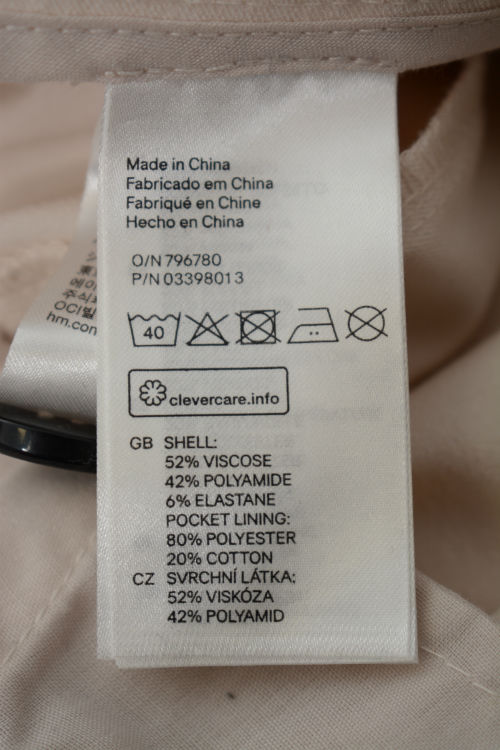 Made in China
Fabricado em China
Fabriqué en Chine
Hecho en China
O/N 796780
P/N 03398013
40
clevercare.info
GB SHELL:
52% VISCOSE
42% POLYAMIDE
6% ELASTANE
POCKET LINING:
80% POLYESTER
20% COTTON
CZ SVRCHNÍ LÁTKA:
52% VISKÓZA
42% POLYAMID
hm.con